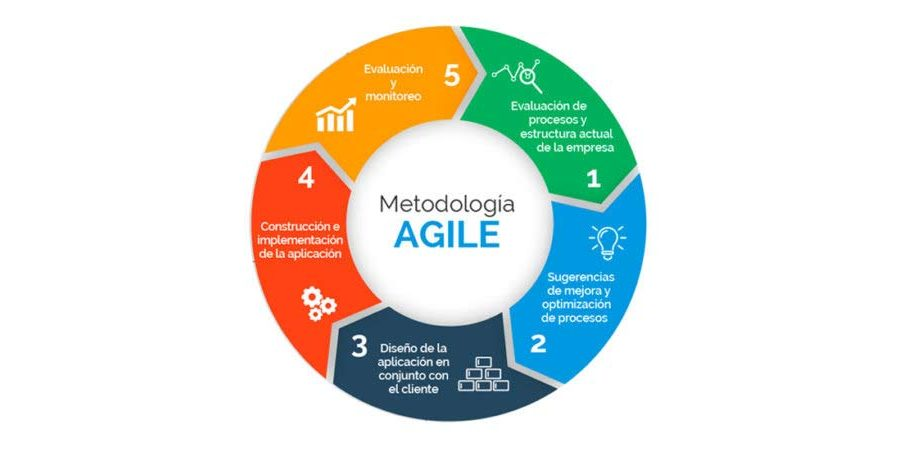 Metodología
AGILE
Evaluación de
procesos y
estructura actual
de la empresa
1
Sugerencias
de mejora y
optimización
de procesos
2
3
Diseño de la
aplicación en
conjunto con
el cliente
4
Construcción e
implementación
de la aplicación
5
Evaluación
y
monitoreo